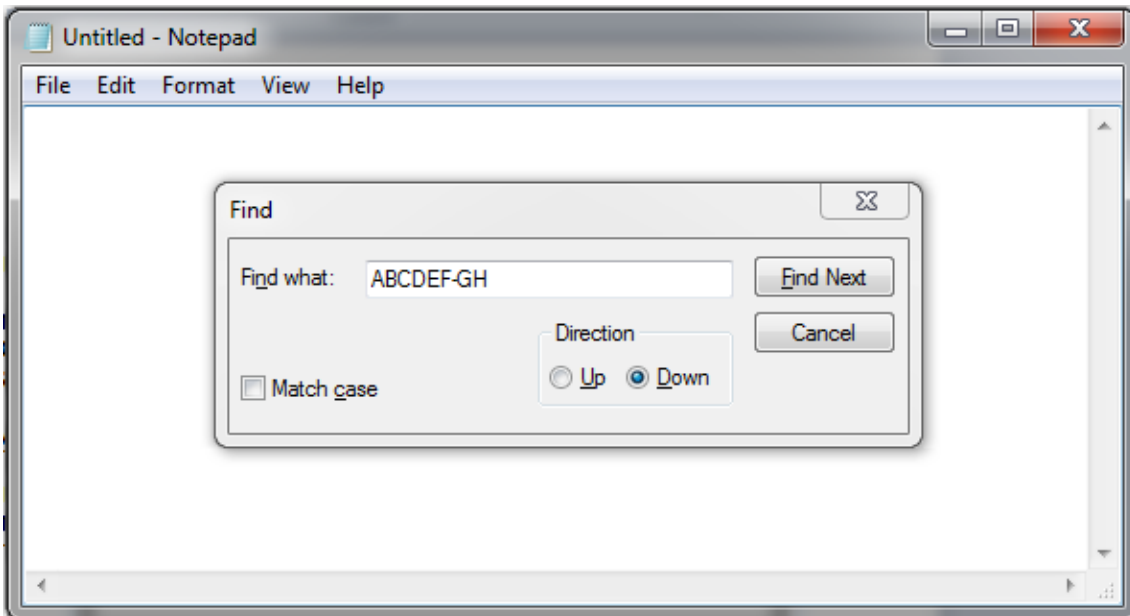 Untitled - Notepad
File Edit Format View Help
Find
Find what: ABCDEF-GH Find Next
Direction Cancel
Match case Up Down